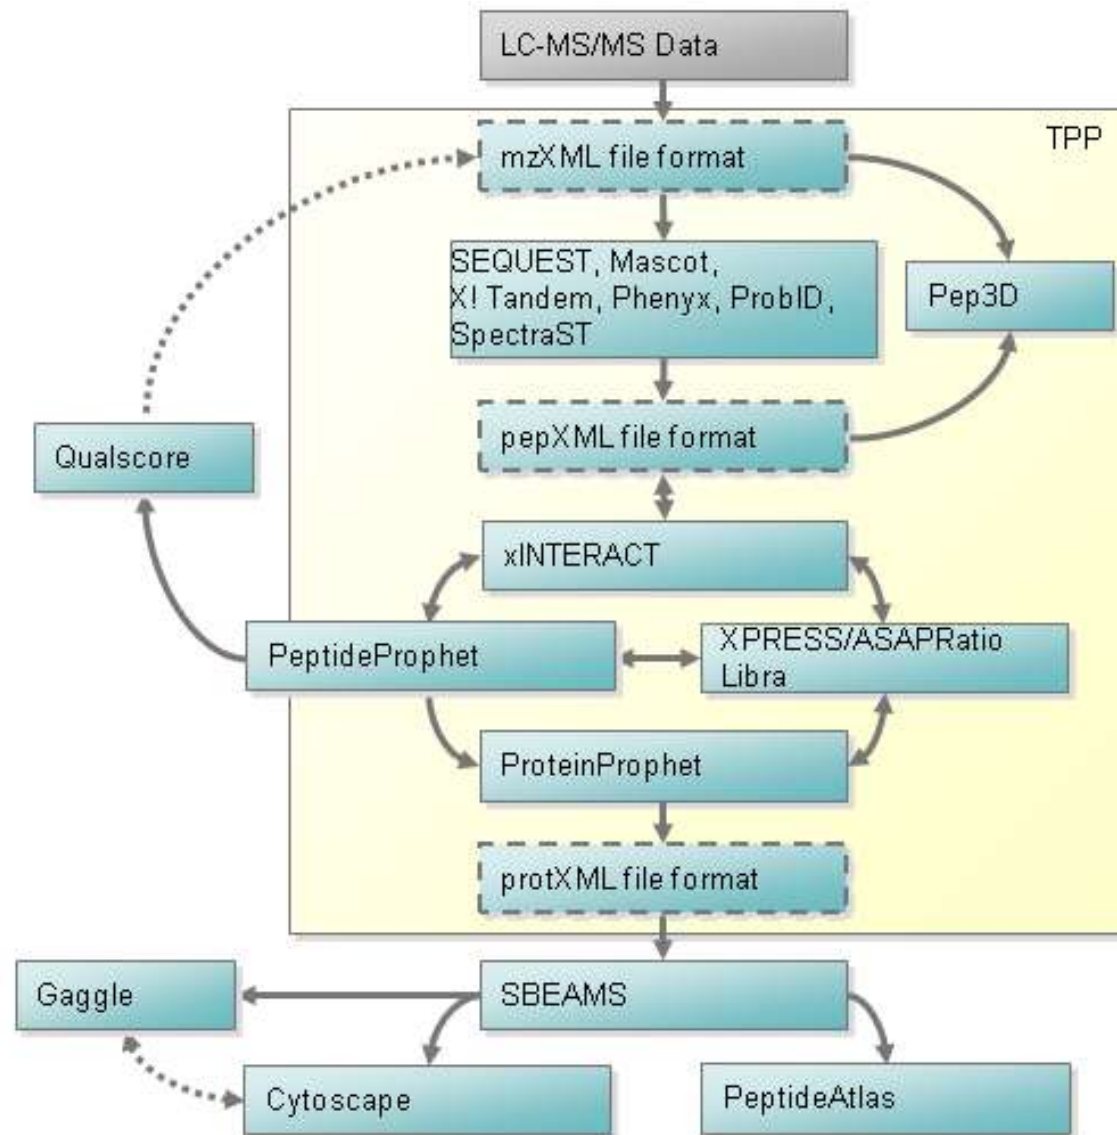 LC-MS/MS Data
TPP
mzXML file format
SEQUEST, Mascot,
X! Tandem, Phenyx, ProbID,
SpectraST
Pep3D
pepXML file format
Qualscore
xINTERACT
PeptideProphet
XPRESS/ASAPRatio
Libra
ProteinProphet
protXML file format
Gaggle
SBEAMS
Cytoscape
PeptideAtlas